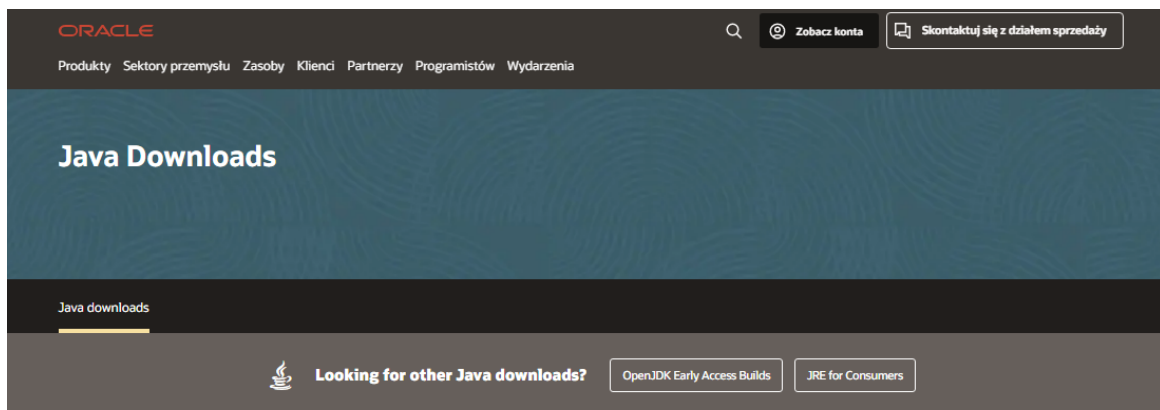 ORACLE
Zobacz konta
Skontaktuj się z działem sprzedaży
Produkty Sektory przemysłu Zasoby Klienci Partnerzy Programistów Wydarzenia
Java Downloads
Java downloads
Looking for other Java downloads? OpenJDK Early Access Builds JRE for Consumers